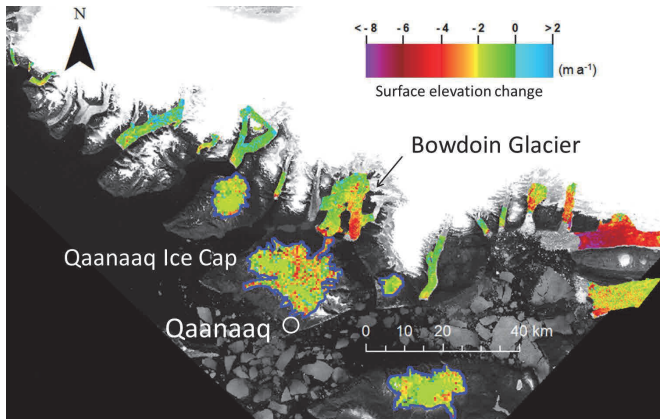 N
< - 8 -6 -4 -2 0 > 2
(m a-1)
Surface elevation change
Bowdoin Glacier
Qaanaaq Ice Cap
Qaanaaq
0 10 20 40 km